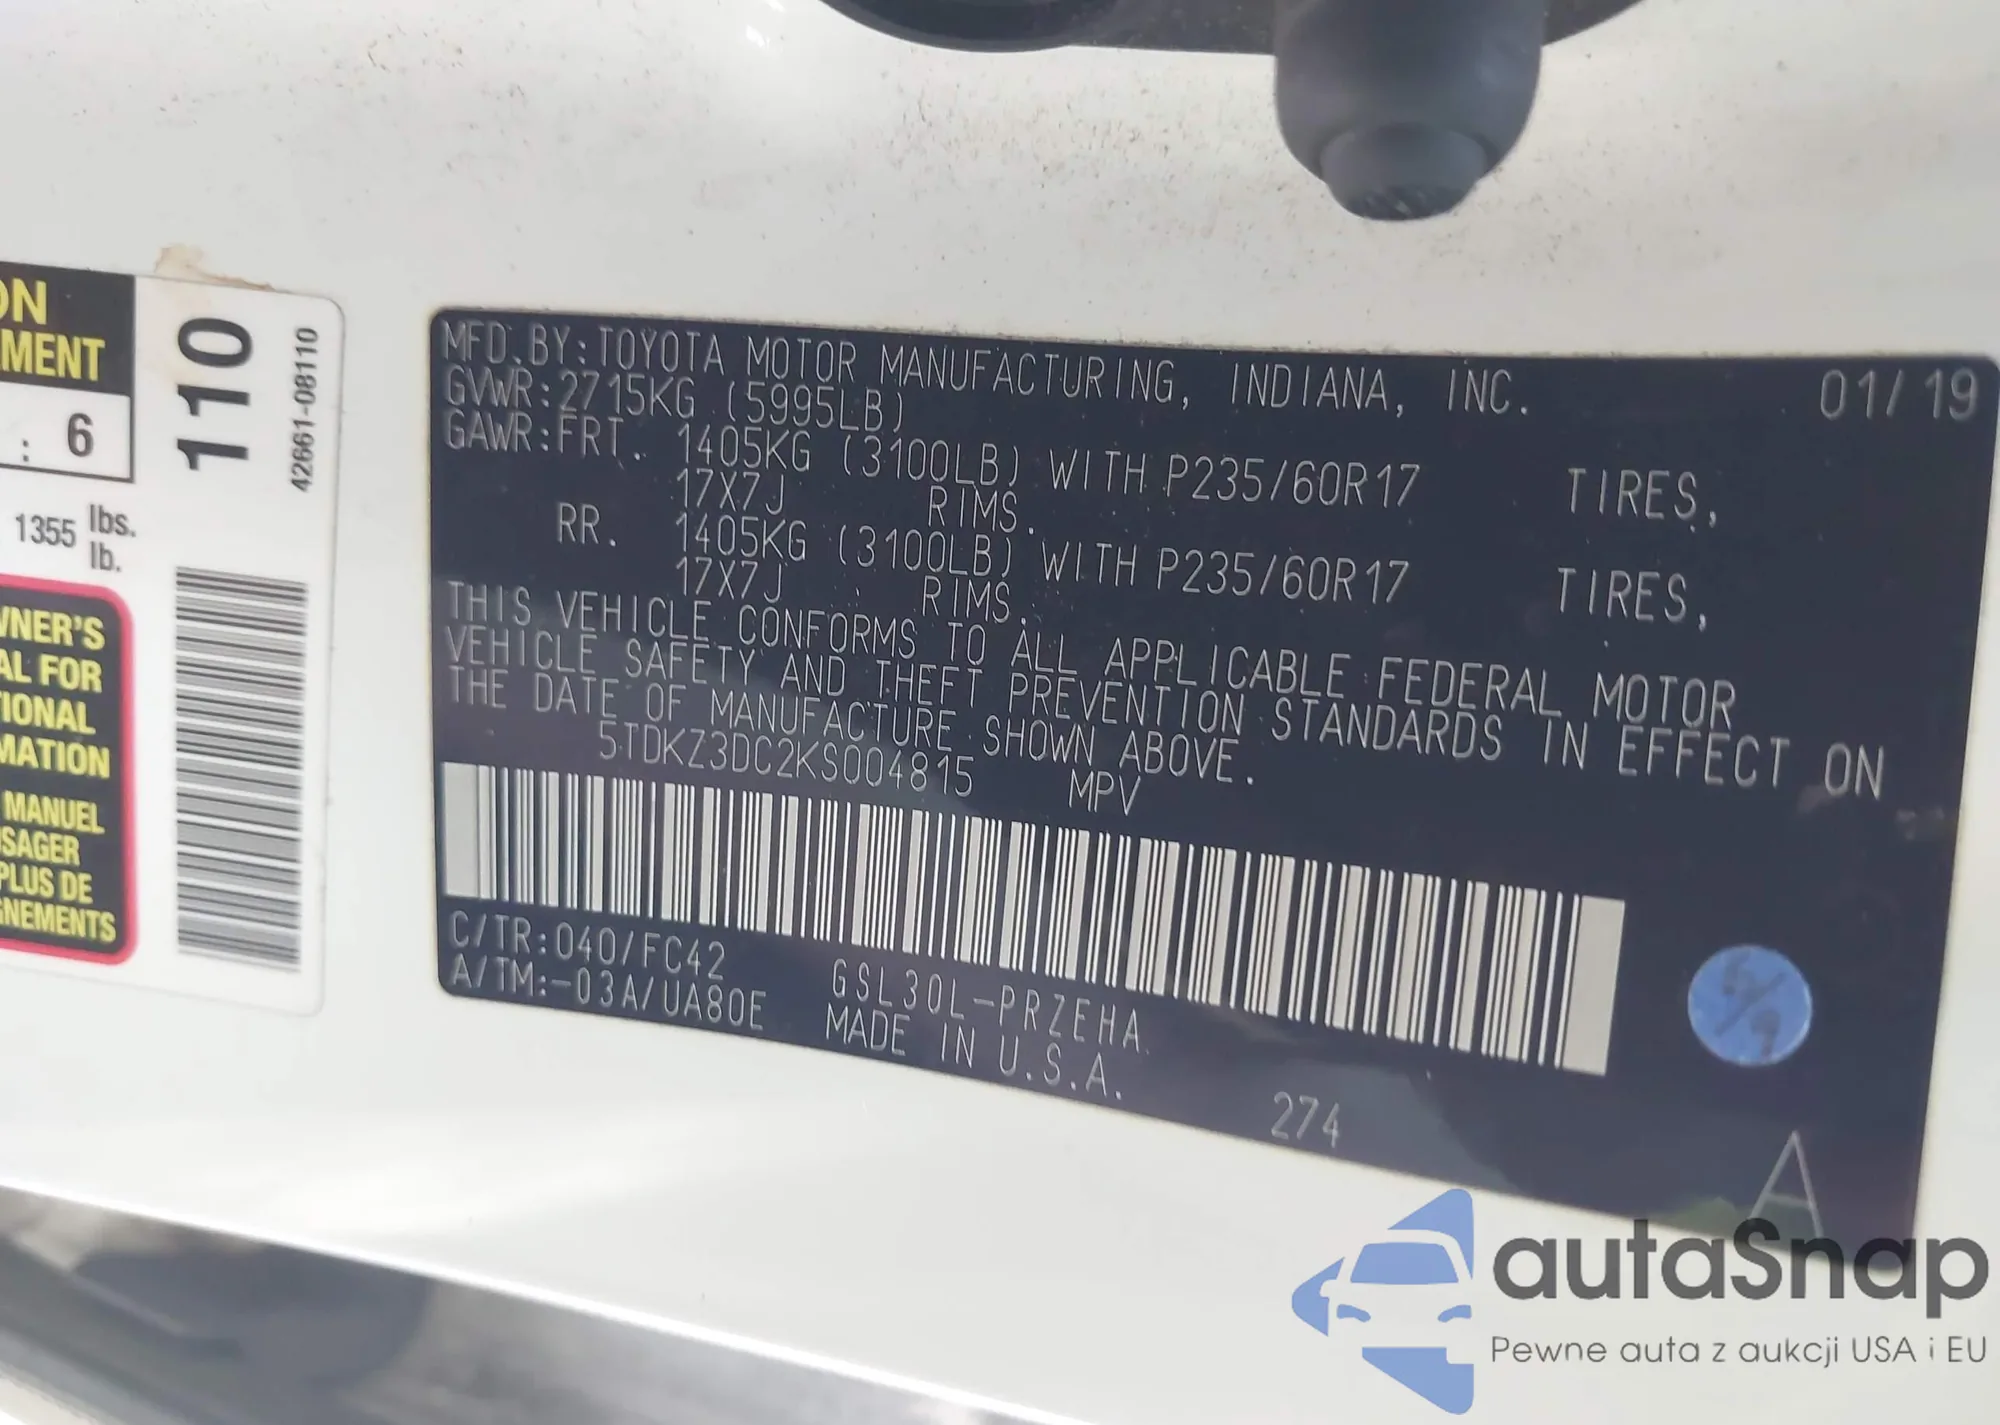 ON
MENT
: 6
1355 lbs.
lb.
WNER'S
AL FOR
TIONAL
MATION
MANUEL
SAGER
PLUS DE
GNEMENTS
110
42661-08110
MFD.BY:TOYOTA MOTOR MANUFACTURING, INDIANA, INC. 01/19
GVWR:2715KG (5995LB)
GAWR:FRT. 1405KG (3100LB) WITH P235/60R17 TIRES,
17X7J RIMS.
RR. 1405KG (3100LB) WITH P235/60R17 TIRES,
17X7J RIMS.
THIS VEHICLE CONFORMS TO ALL APPLICABLE FEDERAL MOTOR
VEHICLE SAFETY AND THEFT PREVENTION STANDARDS IN EFFECT ON
THE DATE OF MANUFACTURE SHOWN ABOVE.
5TDKZ3DC2KS004815 MPV
C/TR:040/FC42 GSL30L-PRZEHA
A/TM:-03A/UA80E MADE IN U.S.A.
274
A
autoSnap
Pewne auta z aukcji USA i EU